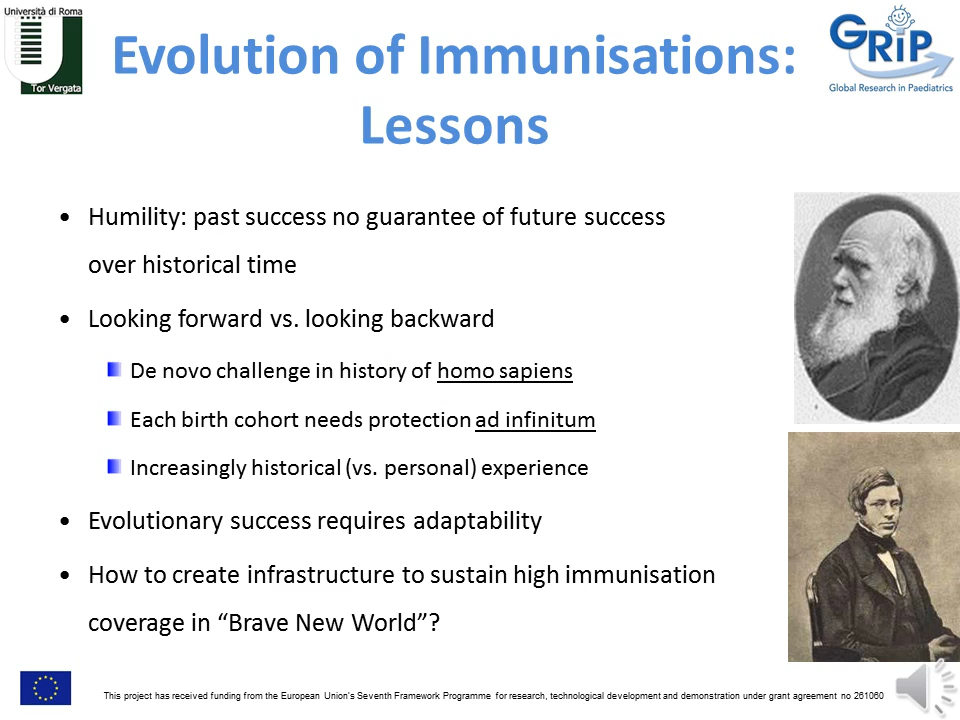 Università di Roma
Tor Vergata
GRIP
Global Research in Paediatrics
Evolution of Immunisations:
Lessons
• Humility: past success no guarantee of future success
over historical time
• Looking forward vs. looking backward
De novo challenge in history of homo sapiens
Each birth cohort needs protection ad infinitum
Increasingly historical (vs. personal) experience
• Evolutionary success requires adaptability
• How to create infrastructure to sustain high immunisation
coverage in “Brave New World”?
This project has received funding from the European Union's Seventh Framework Programme for research, technological development and demonstration under grant agreement no 261060